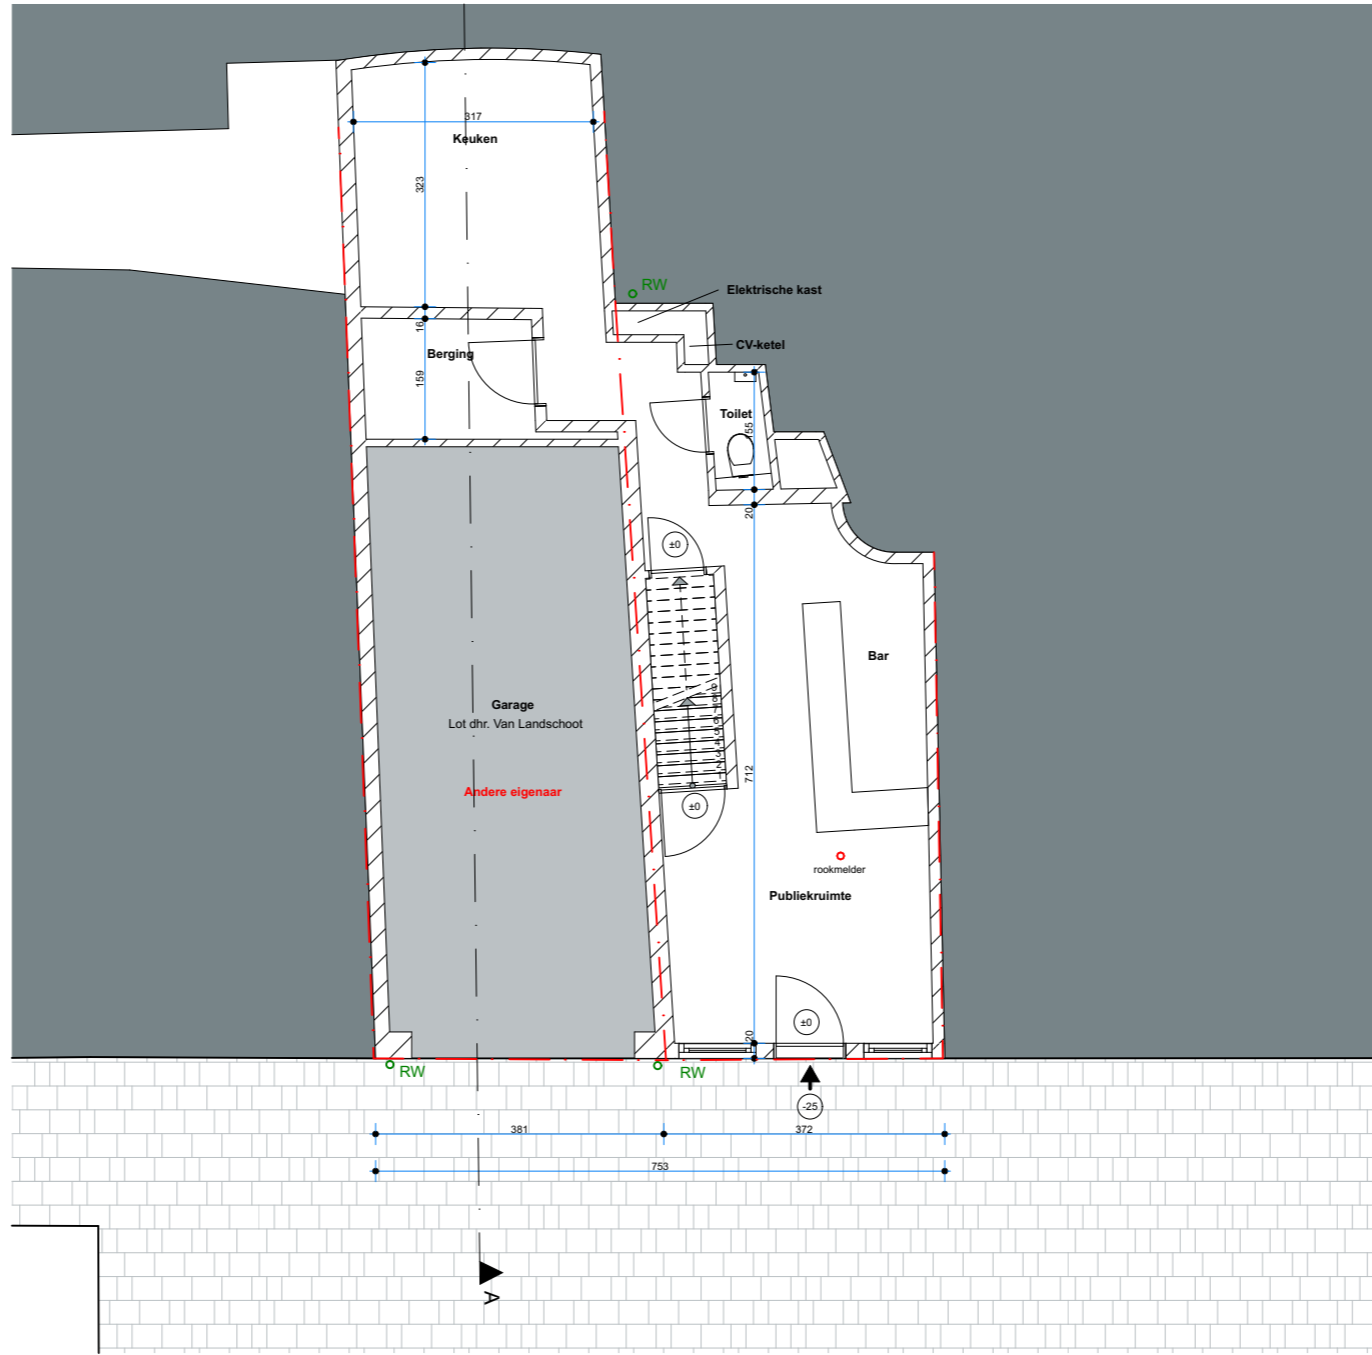 317
Keuken
323
RW
Elektrische kast
16
CV-ketel
Berging
159
Toilet
155
20
±0
Bar
Garage
Lot dhr. Van Landschoot
712
Andere eigenaar
±0
rookmelder
Publiekruimte
±0
20
RW
RW
-25
381
372
753
A